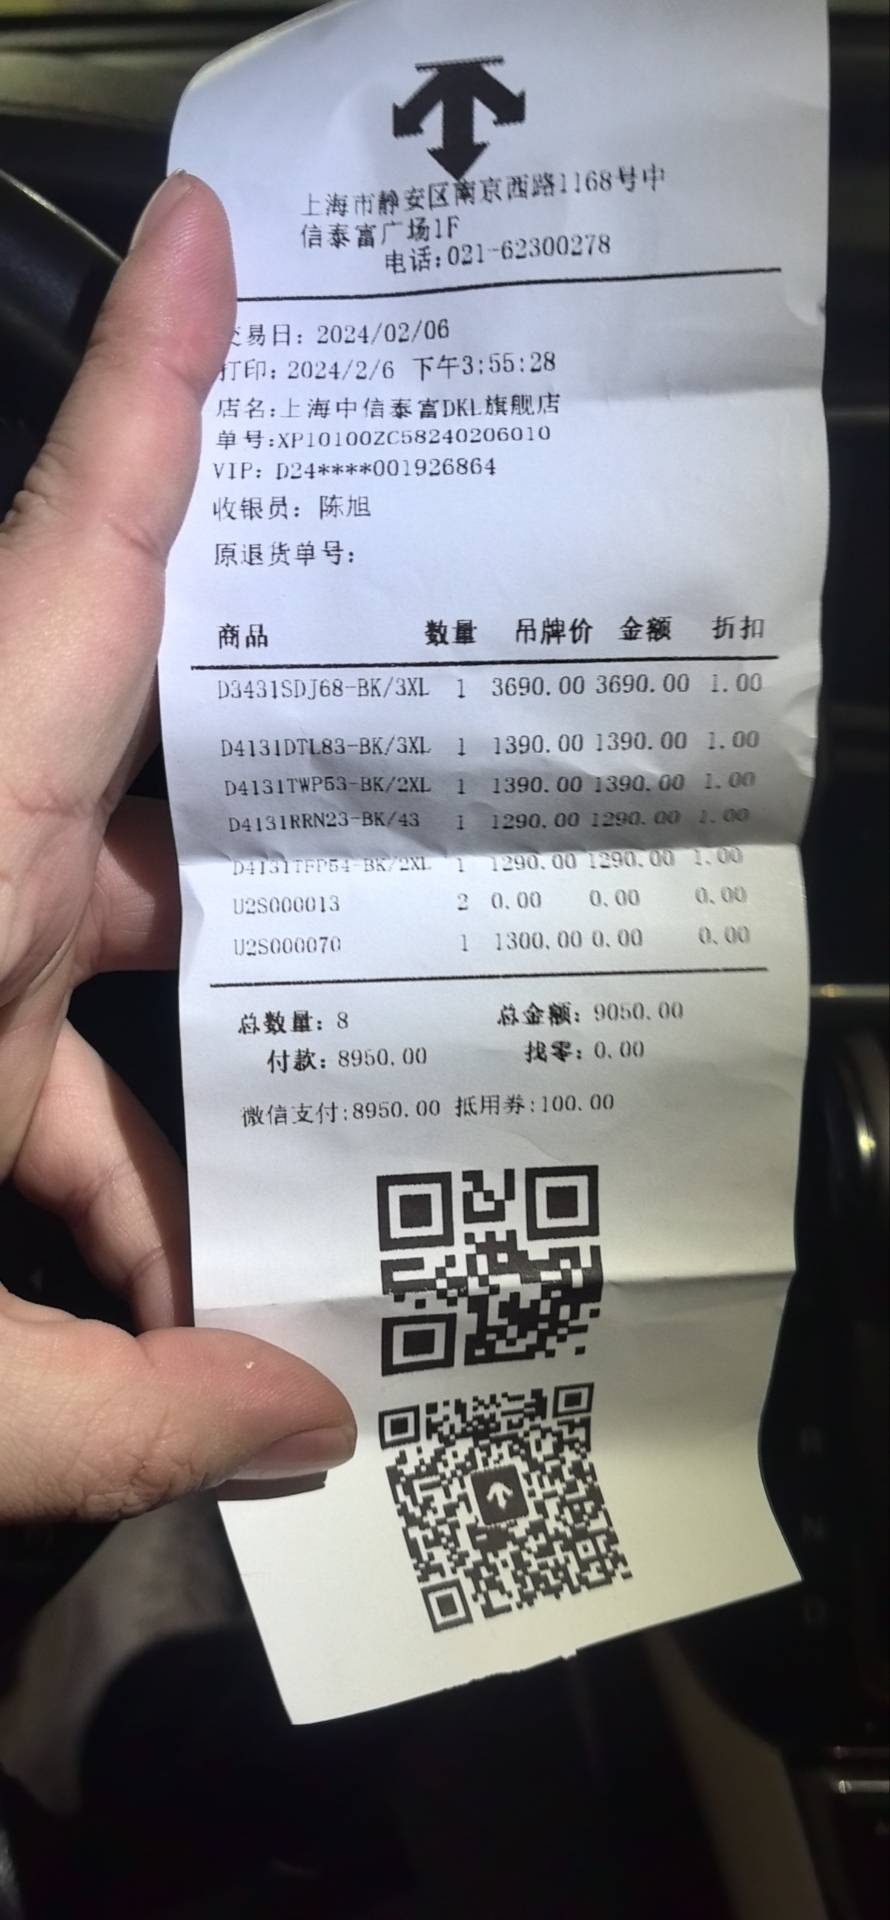 上海市静安区南京西路1168号中
信泰富广场1F
电话:021-62300278
交易日: 2024/02/06
打印: 2024/2/6 下午3:55:28
店名:上海中信泰富DKL旗舰店
单号:XP10100ZC58240206010
VIP: D24****001926864
收银员: 陈旭
原退货单号:
商品 数量 吊牌价 金额 折扣
D3431SDJ68-BK/3XL 1 3690.00 3690.00 1.00
D4131DTL83-BK/3XL 1 1390.00 1390.00 1.00
D4131TWP53-BK/2XL 1 1390.00 1390.00 1.00
D4131RRN23-BK/43 1 1290.00 1290.00 1.00
D4131TFP54-BK/2XL 1 1290.00 1290.00 1.00
U2S000013 2 0.00 0.00 0.00
U2S000070 1 1300.00 0.00 0.00
总数量: 8 总金额: 9050.00
付款: 8950.00 找零: 0.00
微信支付:8950.00 抵用券:100.00
R
N
D